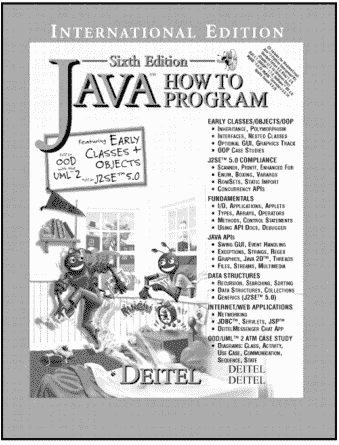 INTERNATIONAL EDITION
Sixth Edition
JAVA™ HOW TO
PROGRAM
Featuring EARLY
CLASSES +
OBJECTS
OOD
UML™ 2
J2SE™ 5.0
EARLY CLASSES/OBJECTS/OOP
• INHERITANCE, POLYMORPHISM
• INTERFACES, NESTED CLASSES
• OPTIONAL GUI, GRAPHICS TRACK
• OOP CASE STUDIES
J2SE™ 5.0 COMPLIANCE
• SCANNER, PRINTF, ENHANCED FOR
• ENUM, BOXING, VARARGS
• ROWSETS, STATIC IMPORT
• CONCURRENCY APIS
FUNDAMENTALS
• I/O, APPLICATIONS, APPLETS
• TYPES, ARRAYS, OPERATORS
• METHODS, CONTROL STATEMENTS
• USING API DOCS, DEBUGGER
JAVA APIS
• SWING GUI, EVENT HANDLING
• EXCEPTIONS, STRINGS, REGEX
• GRAPHICS, JAVA 2D™, THREADS
• FILES, STREAMS, MULTIMEDIA
DATA STRUCTURES
• RECURSION, SEARCHING, SORTING
• DATA STRUCTURES, COLLECTIONS
• GENERICS (J2SE™ 5.0)
INTERNET/WEB APPLICATIONS
• NETWORKING
• JDBC™, SERVLETS, JSP™
• DEITELMESSENGER CHAT APP
OOD/UML™ 2 ATM CASE STUDY
• DIAGRAMS: CLASS, ACTIVITY,
USE CASE, COMMUNICATION,
SEQUENCE, STATE
DEITEL
DEITEL
DEITEL